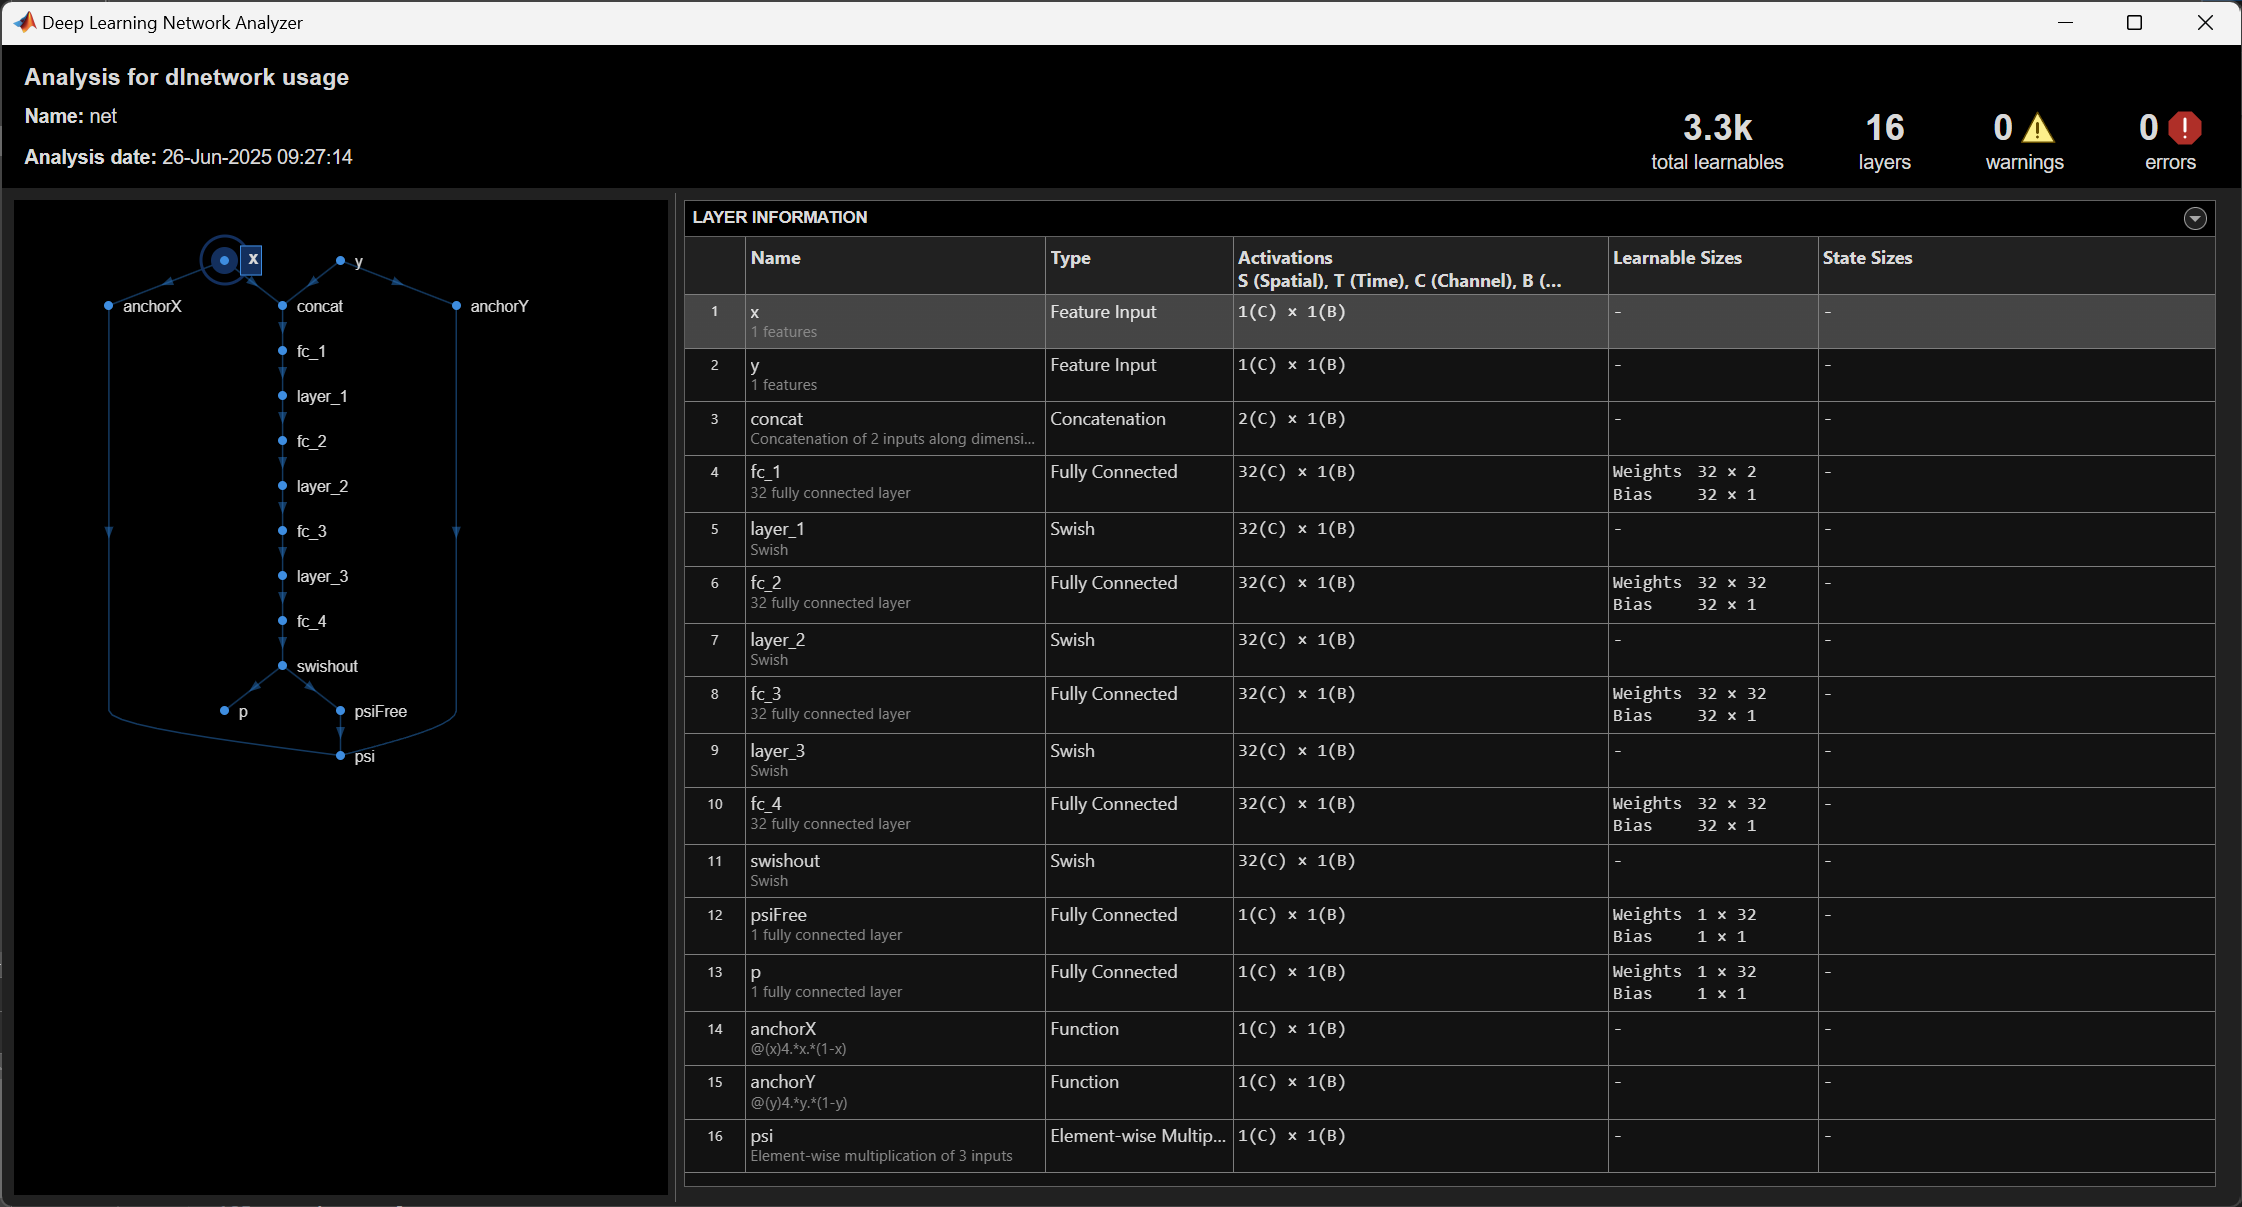 Deep Learning Network Analyzer
Analysis for dlnetwork usage
Name: net
Analysis date: 26-Jun-2025 09:27:14
3.3k
total learnables
16
layers
0
warnings
0
errors
x
y
anchorX
concat
anchorY
fc_1
layer_1
fc_2
layer_2
fc_3
layer_3
fc_4
swishout
p
psiFree
psi
LAYER INFORMATION
Name Type Activations Learnable Sizes State Sizes
S (Spatial), T (Time), C (Channel), B (...
1 x Feature Input 1(C) × 1(B) - -
1 features
2 y Feature Input 1(C) × 1(B) - -
1 features
3 concat Concatenation 2(C) × 1(B) - -
Concatenation of 2 inputs along dimensi...
4 fc_1 Fully Connected 32(C) × 1(B) Weights 32 × 2 -
32 fully connected layer Bias 32 × 1
5 layer_1 Swish 32(C) × 1(B) - -
Swish
6 fc_2 Fully Connected 32(C) × 1(B) Weights 32 × 32 -
32 fully connected layer Bias 32 × 1
7 layer_2 Swish 32(C) × 1(B) - -
Swish
8 fc_3 Fully Connected 32(C) × 1(B) Weights 32 × 32 -
32 fully connected layer Bias 32 × 1
9 layer_3 Swish 32(C) × 1(B) - -
Swish
10 fc_4 Fully Connected 32(C) × 1(B) Weights 32 × 32 -
32 fully connected layer Bias 32 × 1
11 swishout Swish 32(C) × 1(B) - -
Swish
12 psiFree Fully Connected 1(C) × 1(B) Weights 1 × 32 -
1 fully connected layer Bias 1 × 1
13 p Fully Connected 1(C) × 1(B) Weights 1 × 32 -
1 fully connected layer Bias 1 × 1
14 anchorX Function 1(C) × 1(B) - -
@(x)4.*x.*(1-x)
15 anchorY Function 1(C) × 1(B) - -
@(y)4.*y.*(1-y)
16 psi Element-wise Multip... 1(C) × 1(B) - -
Element-wise multiplication of 3 inputs